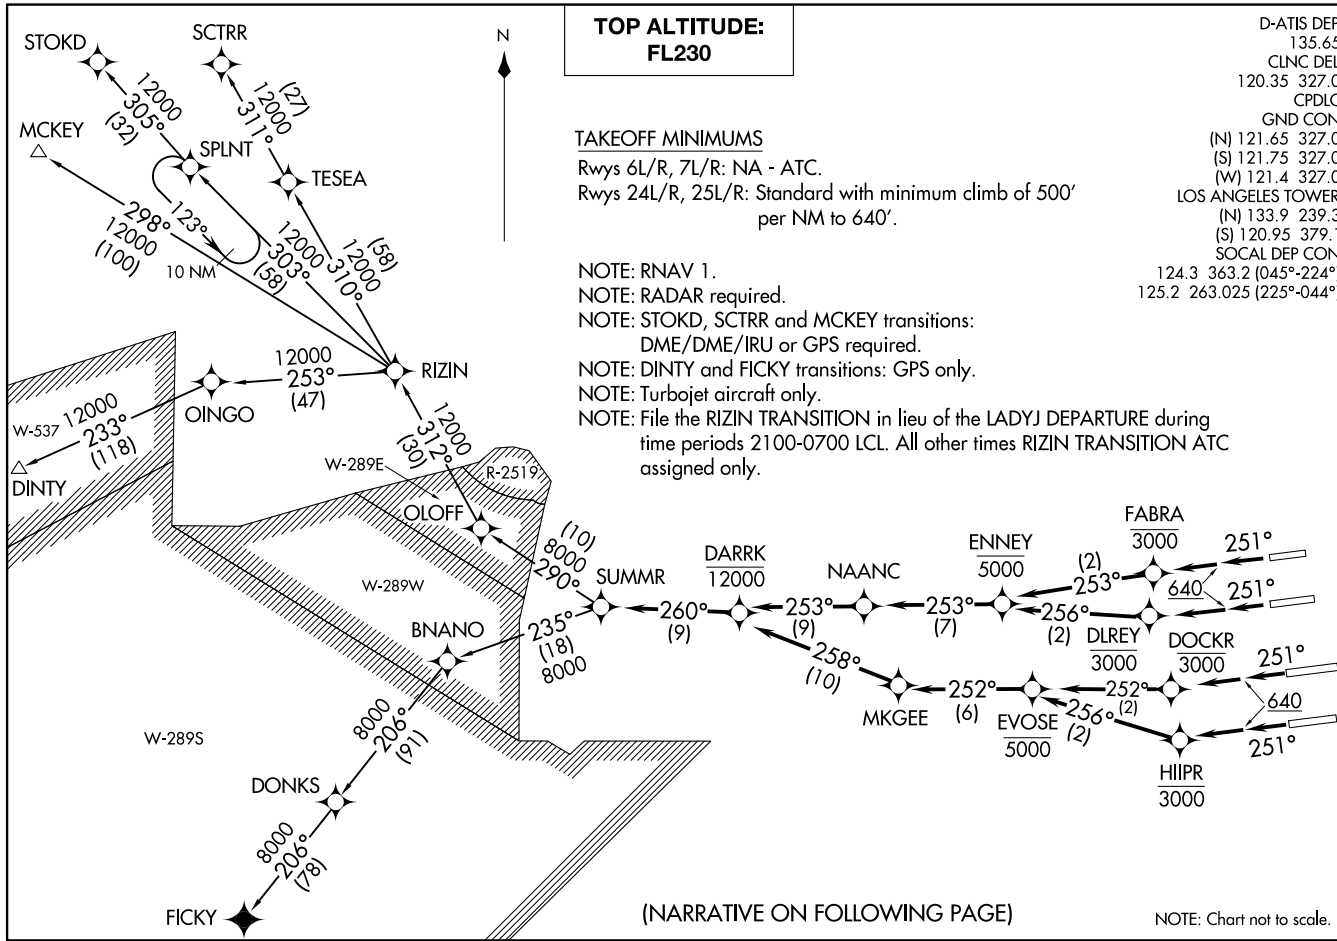 TOP ALTITUDE:
FL230
D-ATIS DEP
135.65
CLNC DEL
120.35 327.0
CPDLC
GND CON
(N) 121.65 327.0
(S) 121.75 327.0
(W) 121.4 327.0
LOS ANGELES TOWER
(N) 133.9 239.3
(S) 120.95 379.1
SOCAL DEP CON
124.3 363.2 (045°-224°)
125.2 263.025 (225°-044°)
N
TAKEOFF MINIMUMS
Rwys 6L/R, 7L/R: NA - ATC.
Rwys 24L/R, 25L/R: Standard with minimum climb of 500'
per NM to 640'.
NOTE: RNAV 1.
NOTE: RADAR required.
NOTE: STOKD, SCTRR and MCKEY transitions:
DME/DME/IRU or GPS required.
NOTE: DINTY and FICKY transitions: GPS only.
NOTE: Turbojet aircraft only.
NOTE: File the RIZIN TRANSITION in lieu of the LADYJ DEPARTURE during
time periods 2100-0700 LCL. All other times RIZIN TRANSITION ATC
assigned only.
STOKD
SCTRR
MCKEY
SPLNT
TESEA
12000
305°
(32)
(27)
12000
311°
123°
10 NM
298°
12000
(100)
12000
303°
(58)
(58)
12000
310°
RIZIN
12000
253°
(47)
OINGO
W-537
12000
233°
(118)
DINTY
12000
312°
(30)
W-289E
R-2519
OLOFF
(10)
8000
290°
SUMMR
W-289W
BNANO
235°
(18)
8000
8000
206°
(91)
W-289S
DONKS
8000
206°
(78)
FICKY
260°
(9)
DARRK
12000
253°
(9)
NAANC
253°
(7)
ENNEY
5000
(2)
253°
FABRA
3000
251°
640
256°
(2)
DLREY
3000
251°
258°
(10)
MKGEE
252°
(6)
EVOSE
5000
252°
(2)
DOCKR
3000
251°
640
256°
(2)
HIIPR
3000
251°
(NARRATIVE ON FOLLOWING PAGE)
NOTE: Chart not to scale.